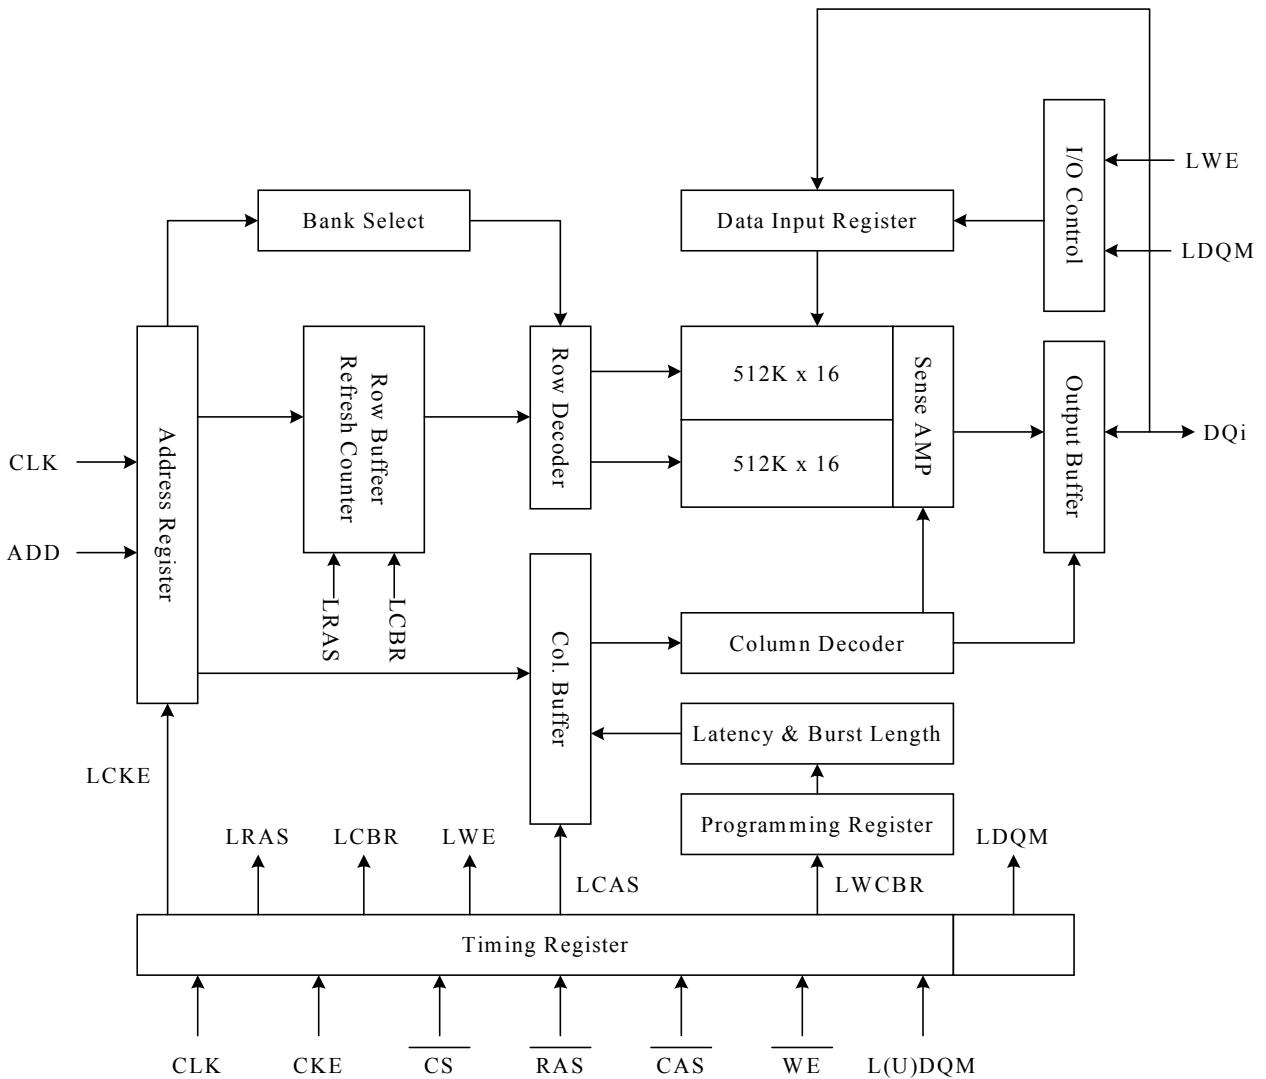 LWE
I/O Control
Bank Select
Data Input Register
LDQM
Row Buffeer
Refresh Counter
Row Decoder
512K x 16
Sense AMP
Output Buffer
DQi
Address Register
CLK
512K x 16
ADD
LRAS
LCBR
Col. Buffer
Column Decoder
Latency & Burst Length
LCKE
Programming Register
LRAS
LCBR
LWE
LDQM
LCAS
LWCBR
Timing Register
CLK
CKE
CS
RAS
CAS
WE
L(U)DQM